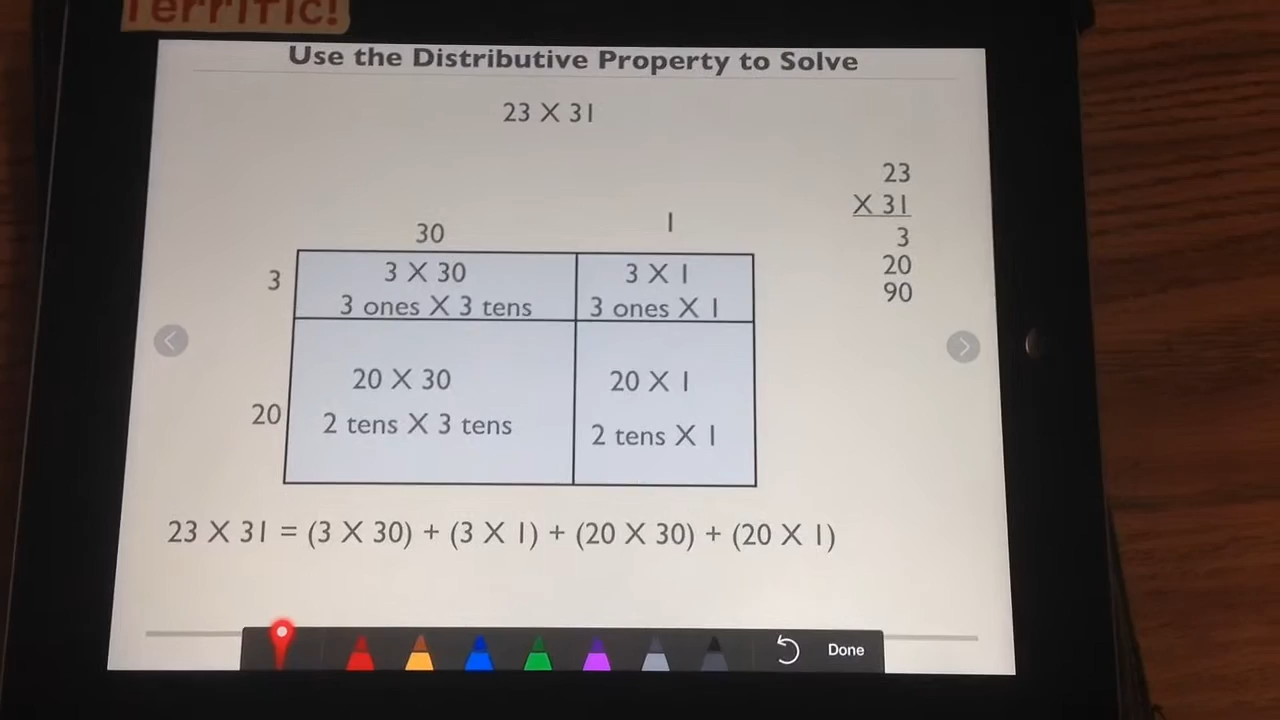 Terrific!
Use the Distributive Property to Solve
23 X 31
23
X 31
3
20
90
30
1
3
3 X 30
3 X 1
3 ones X 3 tens
3 ones X 1
20
20 X 30
20 X 1
2 tens X 3 tens
2 tens X 1
23 X 31 = (3 X 30) + (3 X 1) + (20 X 30) + (20 X 1)
Done